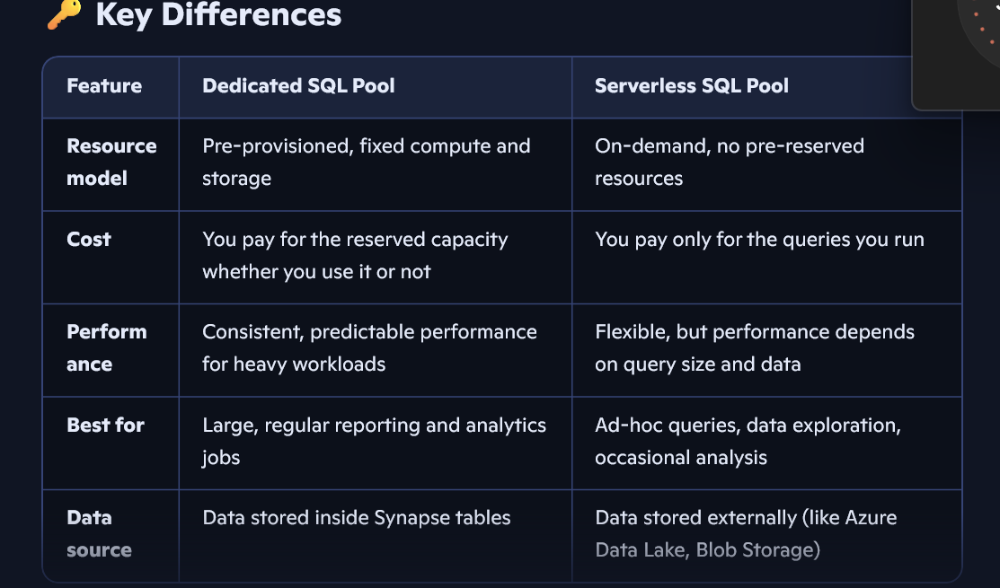 🔑 Key Differences
Feature
Dedicated SQL Pool
Serverless SQL Pool
Resource
model
Pre-provisioned, fixed compute and
storage
On-demand, no pre-reserved
resources
Cost
You pay for the reserved capacity
whether you use it or not
You pay only for the queries you run
Perform
ance
Consistent, predictable performance
for heavy workloads
Flexible, but performance depends
on query size and data
Best for
Large, regular reporting and analytics
jobs
Ad-hoc queries, data exploration,
occasional analysis
Data
source
Data stored inside Synapse tables
Data stored externally (like Azure
Data Lake, Blob Storage)